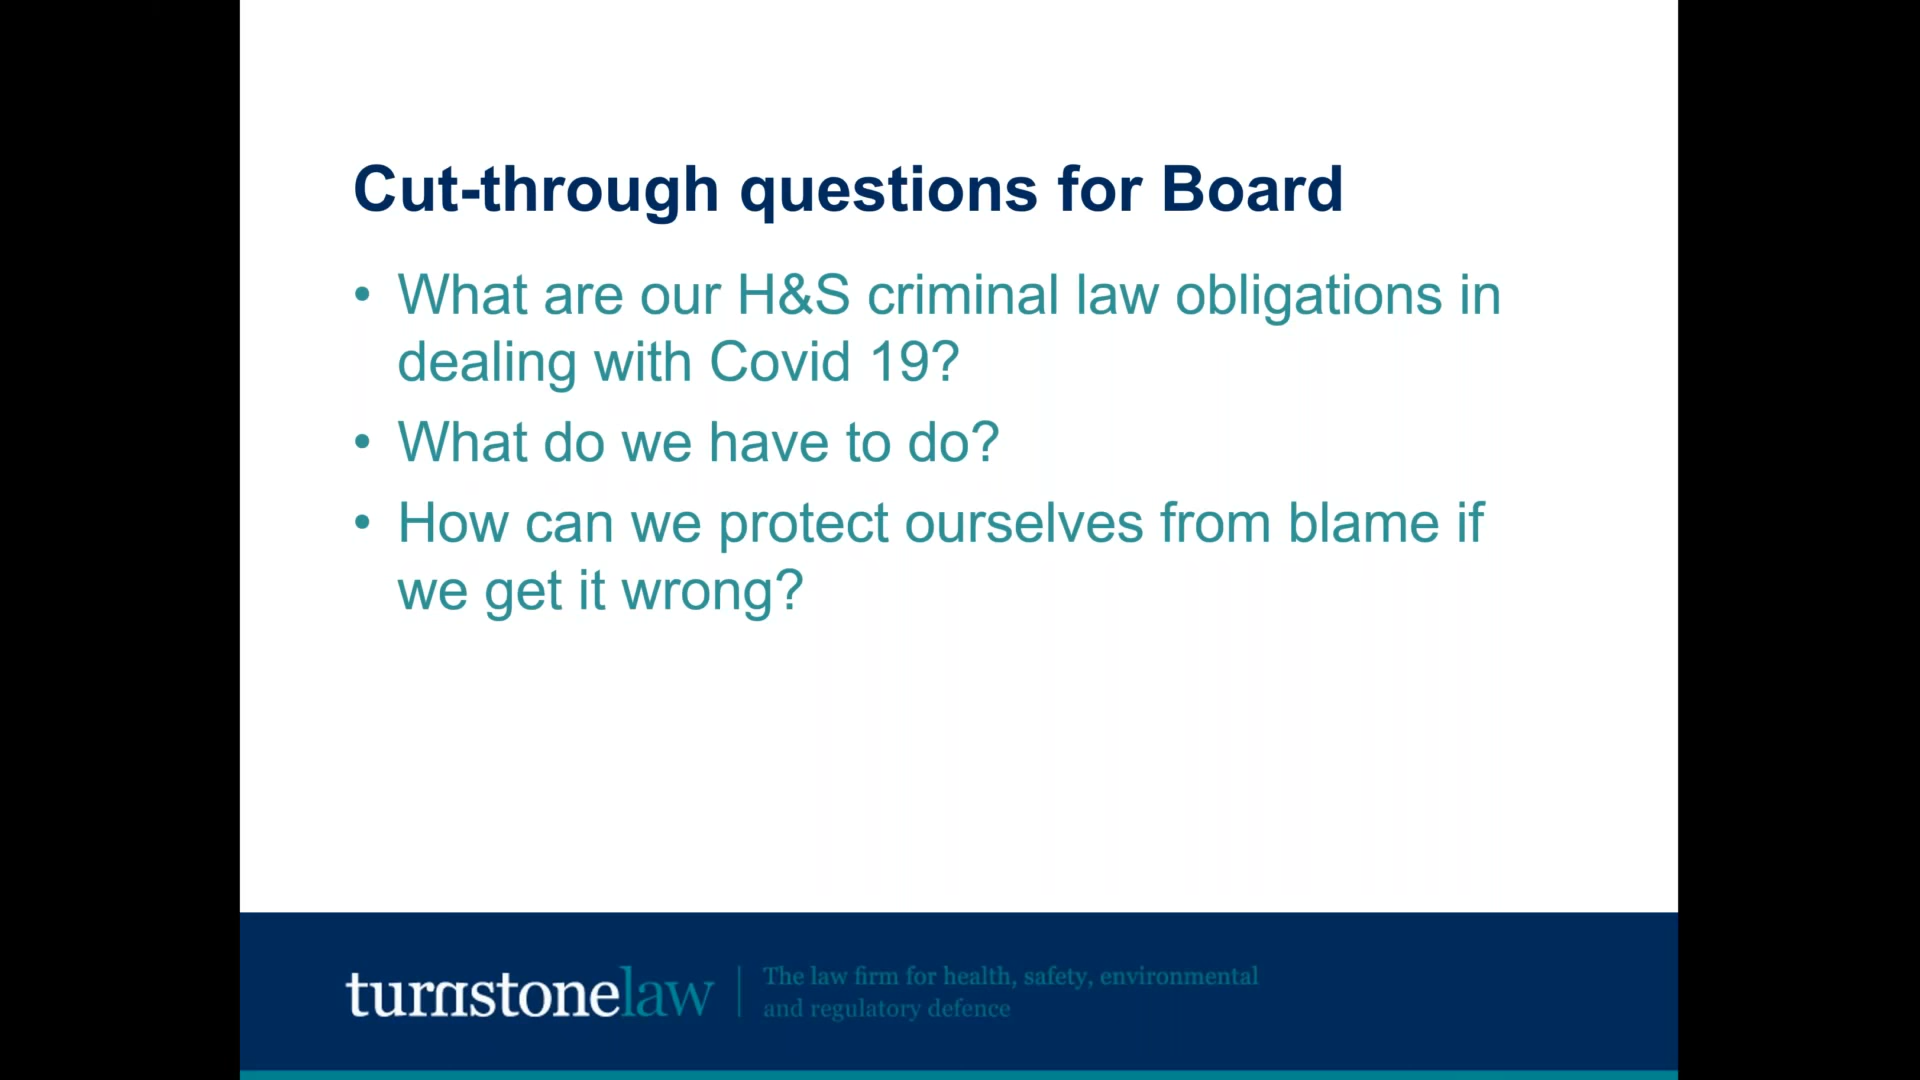 Cut-through questions for Board
• What are our H&S criminal law obligations in
dealing with Covid 19?
• What do we have to do?
• How can we protect ourselves from blame if
we get it wrong?
turnstonelaw
The law firm for health, safety, environmental
and regulatory defence